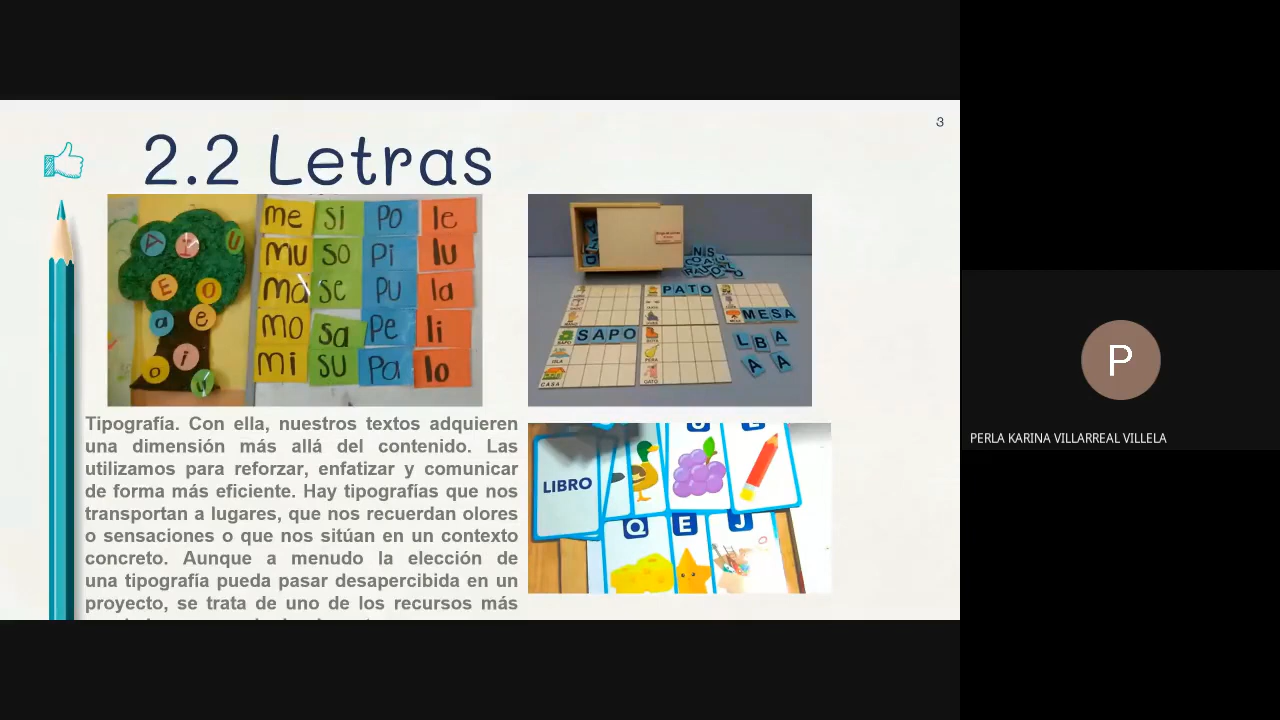 3
2.2 Letras
A I U
E O
a e
i
o u
me si Po le
mu so Pi lu
ma se pu la
mo sa Pe li
mi su Pa lo
PATO
MESA
SAPO
L B A
A A
CASA
ISLA
PERA
GATO
LIBRO
Q E J
Tipografía. Con ella, nuestros textos adquieren
una dimensión más allá del contenido. Las
utilizamos para reforzar, enfatizar y comunicar
de forma más eficiente. Hay tipografías que nos
transportan a lugares, que nos recuerdan olores
o sensaciones o que nos sitúan en un contexto
concreto. Aunque a menudo la elección de
una tipografía pueda pasar desapercibida en un
proyecto, se trata de uno de los recursos más
P
PERLA KARINA VILLARREAL VILLELA